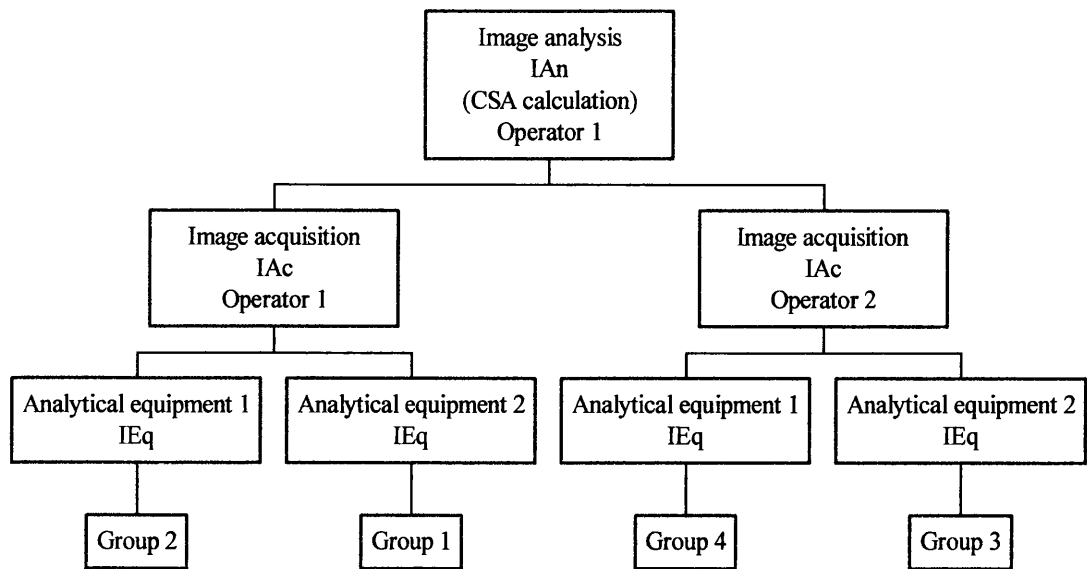 Image analysis
IAn
(CSA calculation)
Operator 1
Image acquisition
IAc
Operator 1
Image acquisition
IAc
Operator 2
Analytical equipment 1
IEq
Analytical equipment 2
IEq
Analytical equipment 1
IEq
Analytical equipment 2
IEq
Group 2
Group 1
Group 4
Group 3